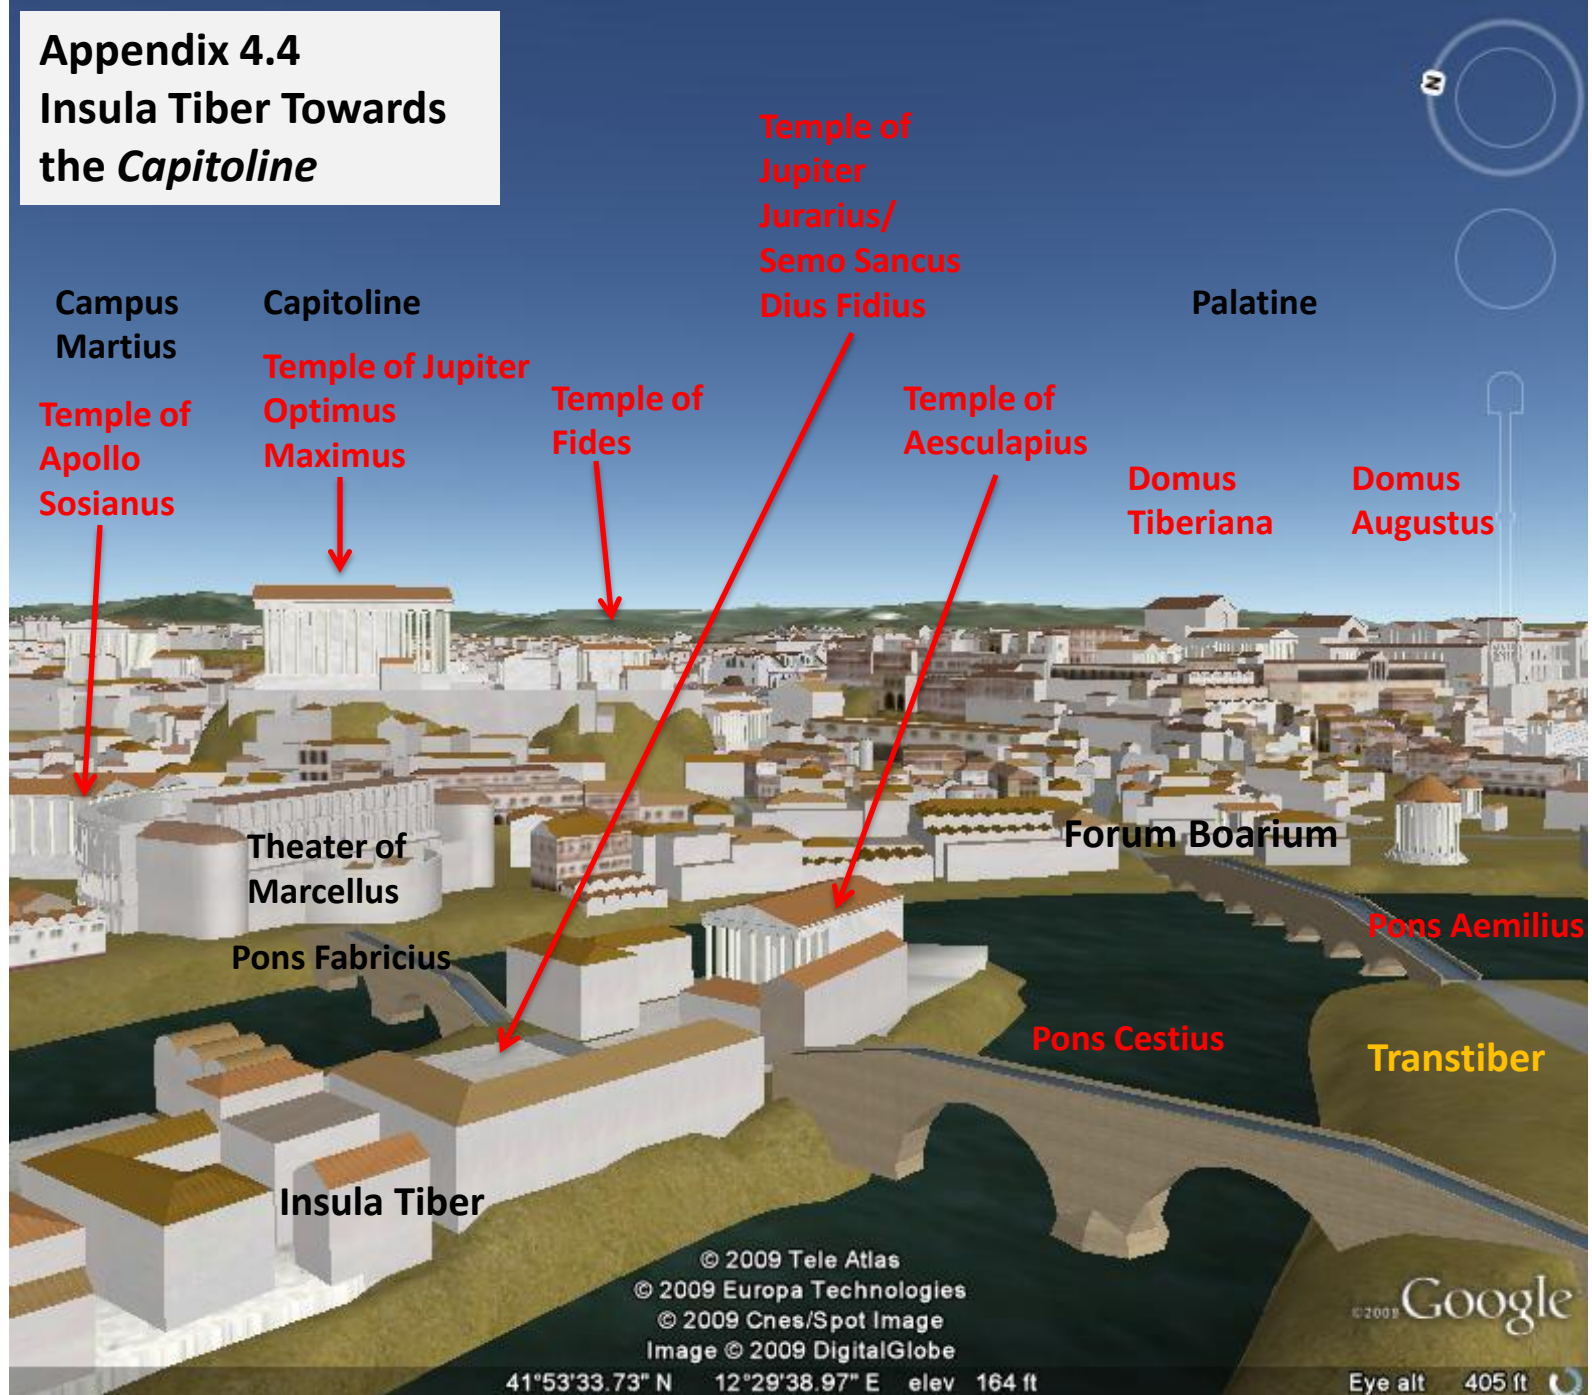 Appendix 4.4
Insula Tiber Towards
the Capitoline
N
Temple of
Jupiter
Jurarius/
Semo Sancus
Dius Fidius
Campus
Martius
Capitoline
Palatine
Temple of
Apollo
Sosianus
Temple of Jupiter
Optimus
Maximus
Temple of
Fides
Temple of
Aesculapius
Domus
Tiberiana
Domus
Augustus
Theater of
Marcellus
Forum Boarium
Pons Fabricius
Pons Aemilius
Pons Cestius
Transtiber
Insula Tiber
© 2009 Tele Atlas
© 2009 Europa Technologies
© 2009 Cnes/Spot Image
Image © 2009 DigitalGlobe
©2009 Google
41°53'33.73" N 12°29'38.97" E elev 164 ft Eye alt 405 ft